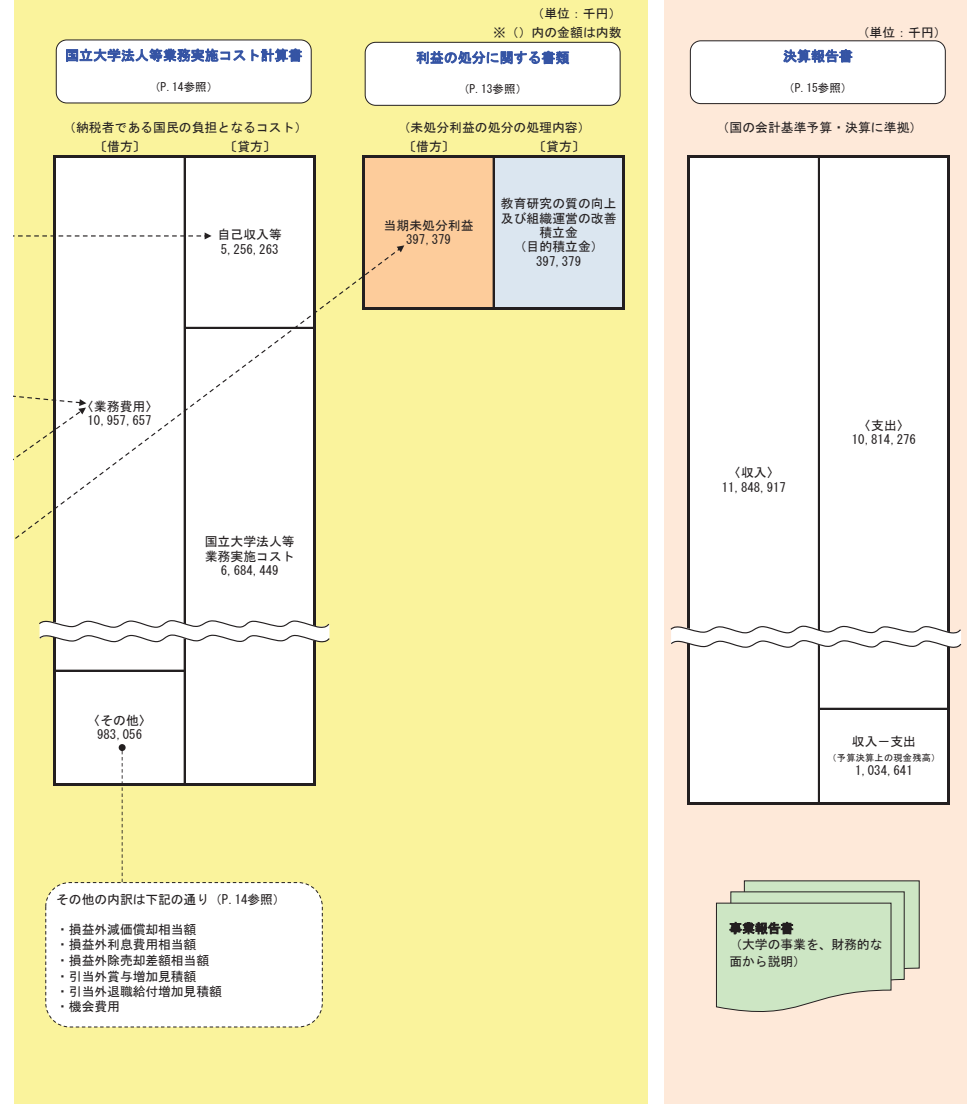 （単位：千円）
※（）内の金額は内数
国立大学法人等業務実施コスト計算書
（P.14参照）
（納税者である国民の負担となるコスト）
〔借方〕
〔貸方〕
自己収入等
5,256,263
〈業務費用〉
10,957,657
国立大学法人等
業務実施コスト
6,684,449
〈その他〉
983,056
その他の内訳は下記の通り（P.14参照）
・損益外減価償却相当額
・損益外利息費用相当額
・損益外除売却差額相当額
・引当外賞与増加見積額
・引当外退職給付増加見積額
・機会費用
利益の処分に関する書類
（P.13参照）
（未処分利益の処分の処理内容）
〔借方〕
〔貸方〕
当期未処分利益
397,379
教育研究の質の向上
及び組織運営の改善
積立金
（目的積立金）
397,379
（単位：千円）
決算報告書
（P.15参照）
（国の会計基準予算・決算に準拠）
〈収入〉
11,848,917
〈支出〉
10,814,276
収入－支出
（予算決算上の現金残高）
1,034,641
事業報告書
（大学の事業を、財務的な
面から説明）